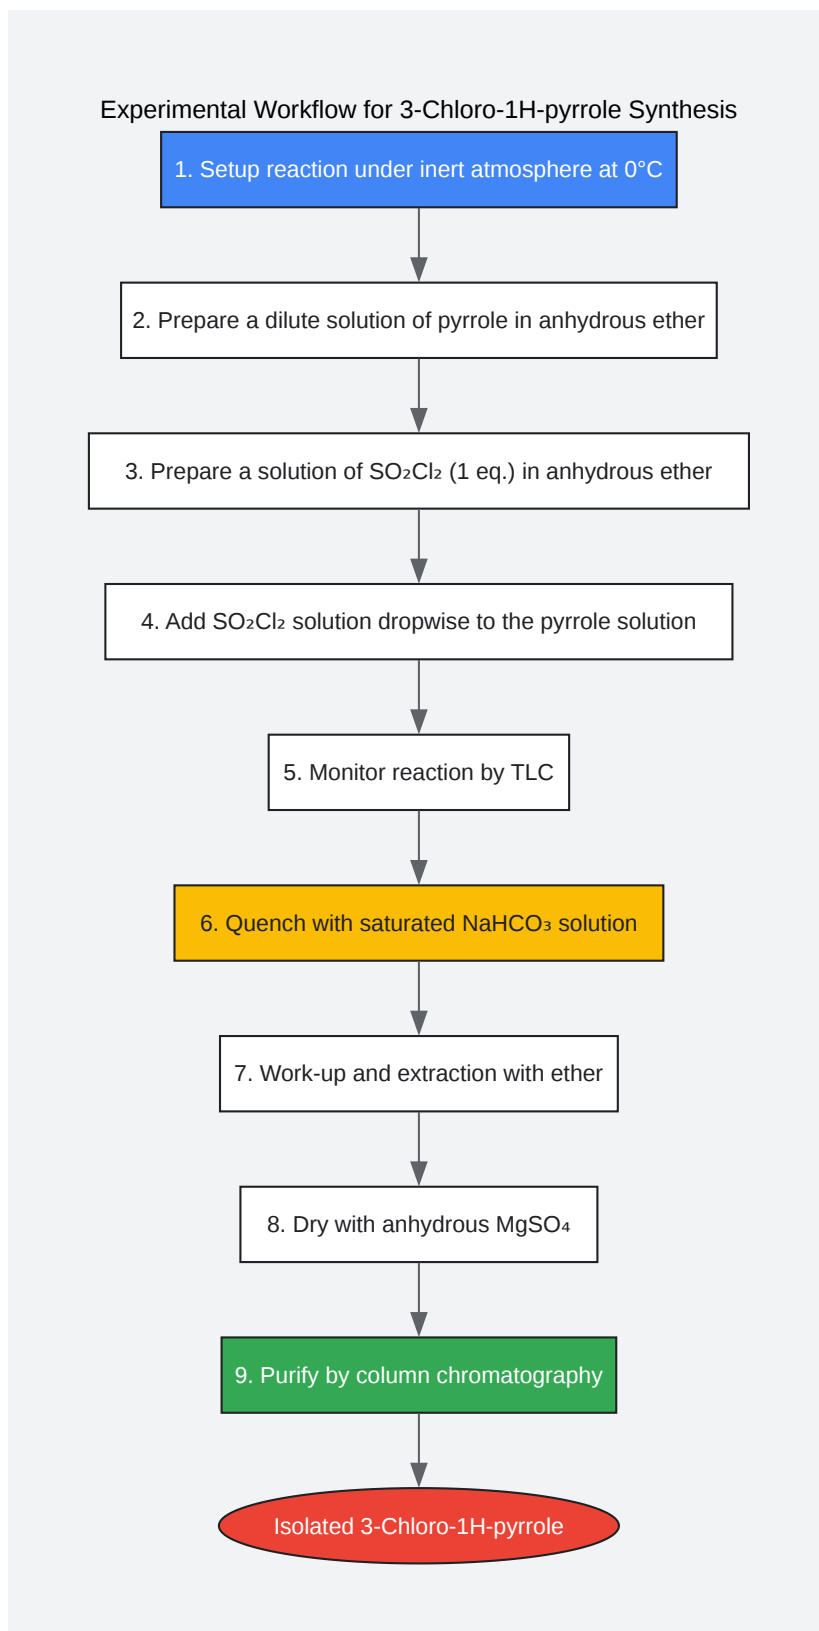 Experimental Workflow for 3-Chloro-1H-pyrrole Synthesis
1. Setup reaction under inert atmosphere at 0°C
2. Prepare a dilute solution of pyrrole in anhydrous ether
3. Prepare a solution of SO₂Cl₂ (1 eq.) in anhydrous ether
4. Add SO₂Cl₂ solution dropwise to the pyrrole solution
5. Monitor reaction by TLC
6. Quench with saturated NaHCO₃ solution
7. Work-up and extraction with ether
8. Dry with anhydrous MgSO₄
9. Purify by column chromatography
Isolated 3-Chloro-1H-pyrrole